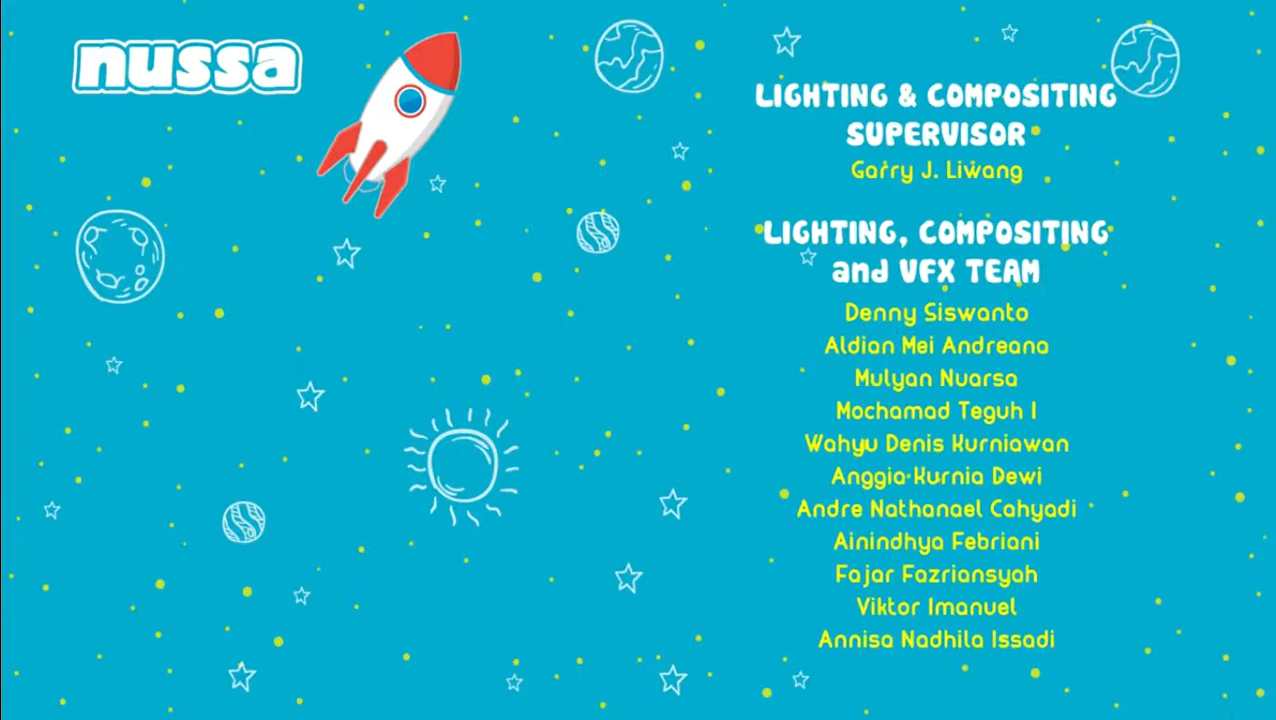 nussa
LIGHTING & COMPOSITING
SUPERVISOR
Garry J. Liwang
LIGHTING, COMPOSITING
and VFX TEAM
Denny Siswanto
Aldian Mei Andreana
Mulyan Nuarsa
Mochamad Teguh I
Wahyu Denis Kurniawan
Anggia Kurnia Dewi
Andre Nathanael Cahyadi
Ainindhya Febriani
Fajar Fazriansyah
Viktor Imanuel
Annisa Nadhila Issadi